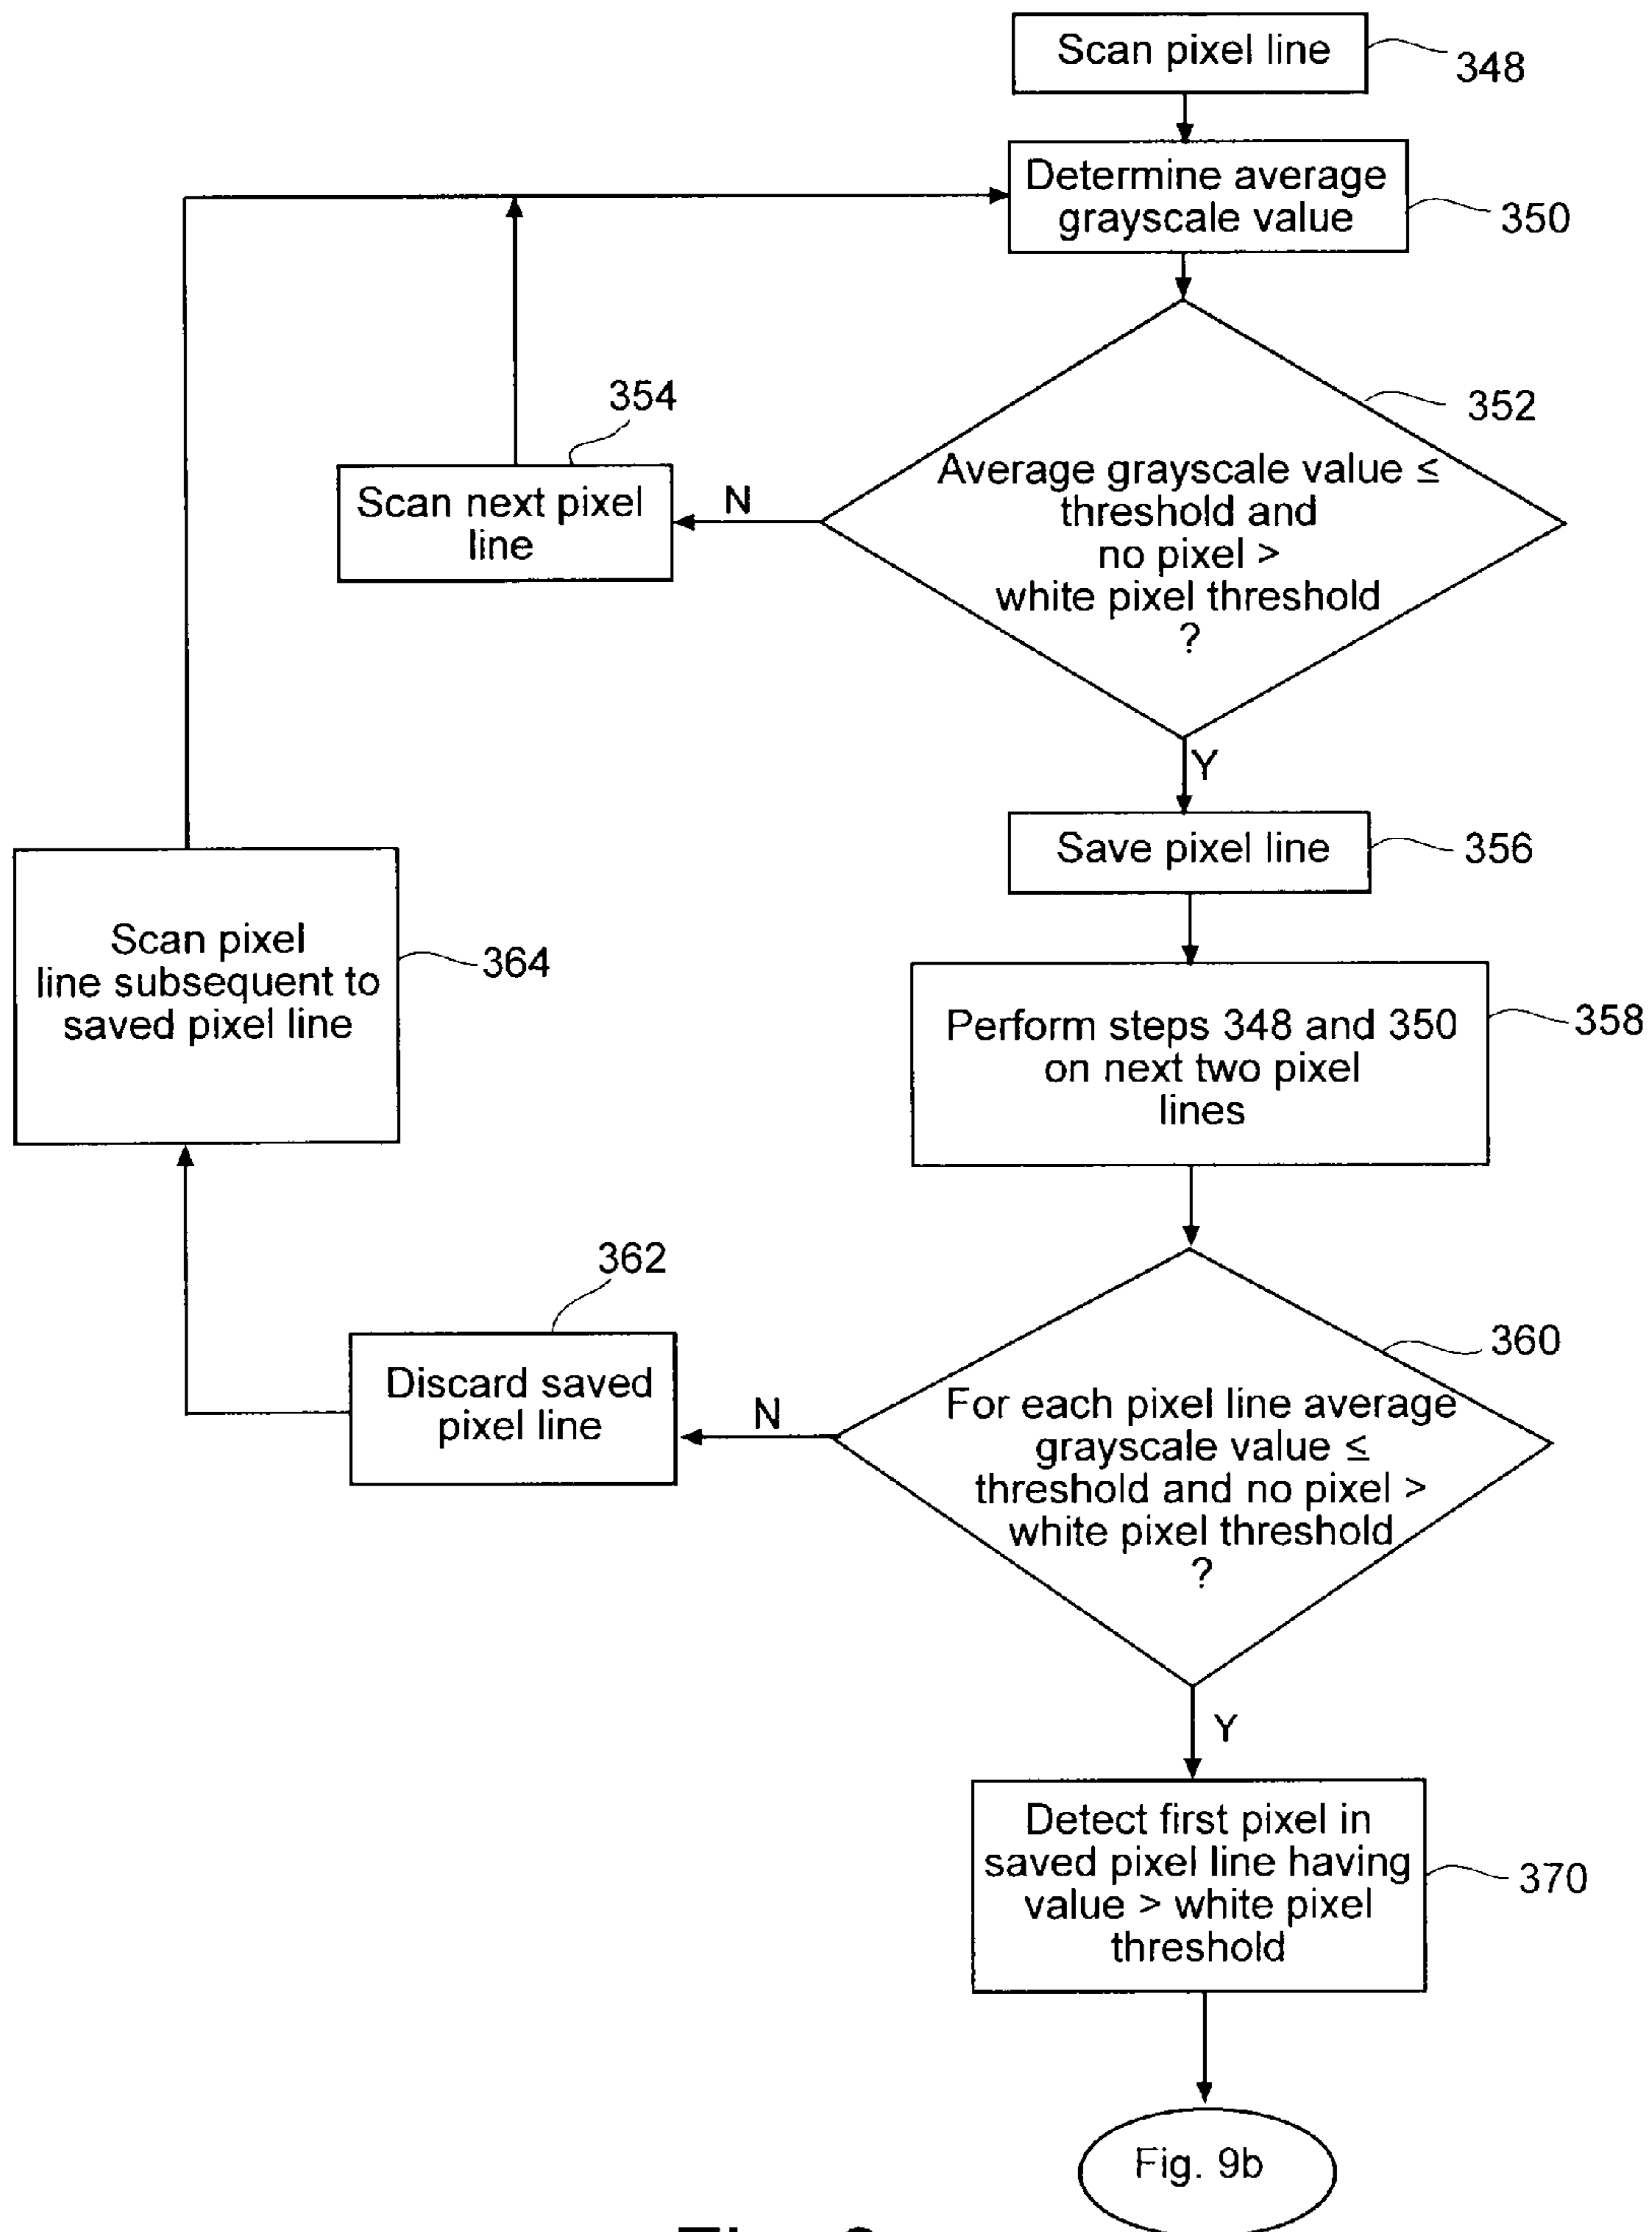 Scan pixel line
348
Determine average
grayscale value
350
352
Average grayscale value ≤
threshold and
no pixel >
white pixel threshold
?
N
354
Scan next pixel
line
Y
Save pixel line
356
Perform steps 348 and 350
on next two pixel
lines
358
360
For each pixel line average
grayscale value ≤
threshold and no pixel >
white pixel threshold
?
N
362
Discard saved
pixel line
Scan pixel
line subsequent to
saved pixel line
364
Y
Detect first pixel in
saved pixel line having
value > white pixel
threshold
370
Fig. 9b